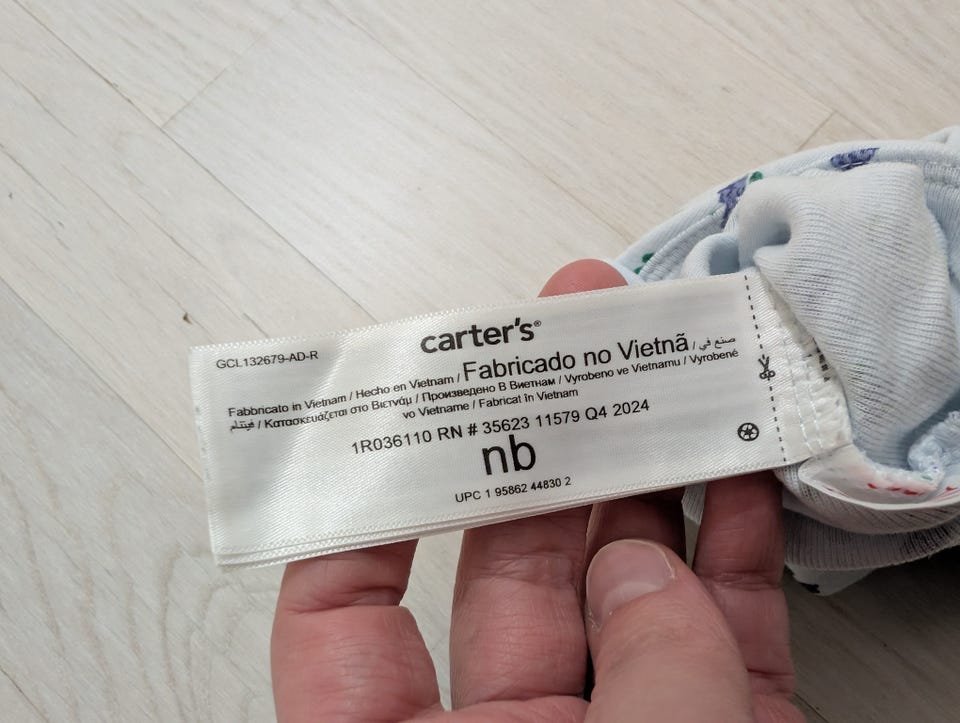 carter's®
GCL132679-AD-R
Fabbricato in Vietnam / Hecho en Vietnam / Fabricado no Vietnã / صنع في
فيتنام / Κατασκευάζεται στο Βιετνάμ / Произведено В Виетнам / Vyrobeno ve Vietnamu / Vyrobené
vo Vietname / Fabricat în Vietnam
1R036110 RN # 35623 11579 Q4 2024
nb
UPC 1 95862 44830 2